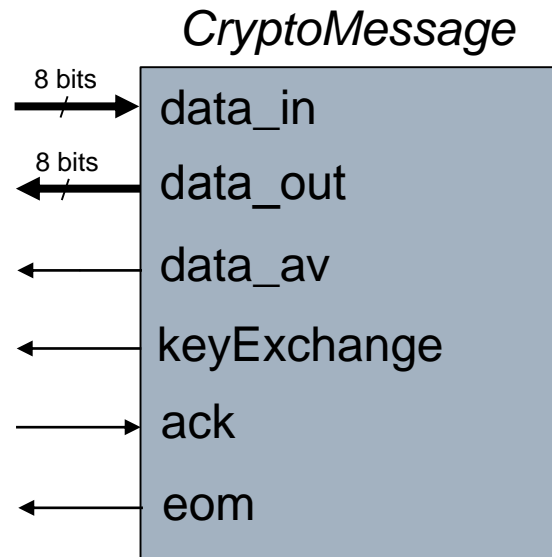 CryptoMessage
8 bits
data_in
8 bits
data_out
data_av
keyExchange
ack
eom